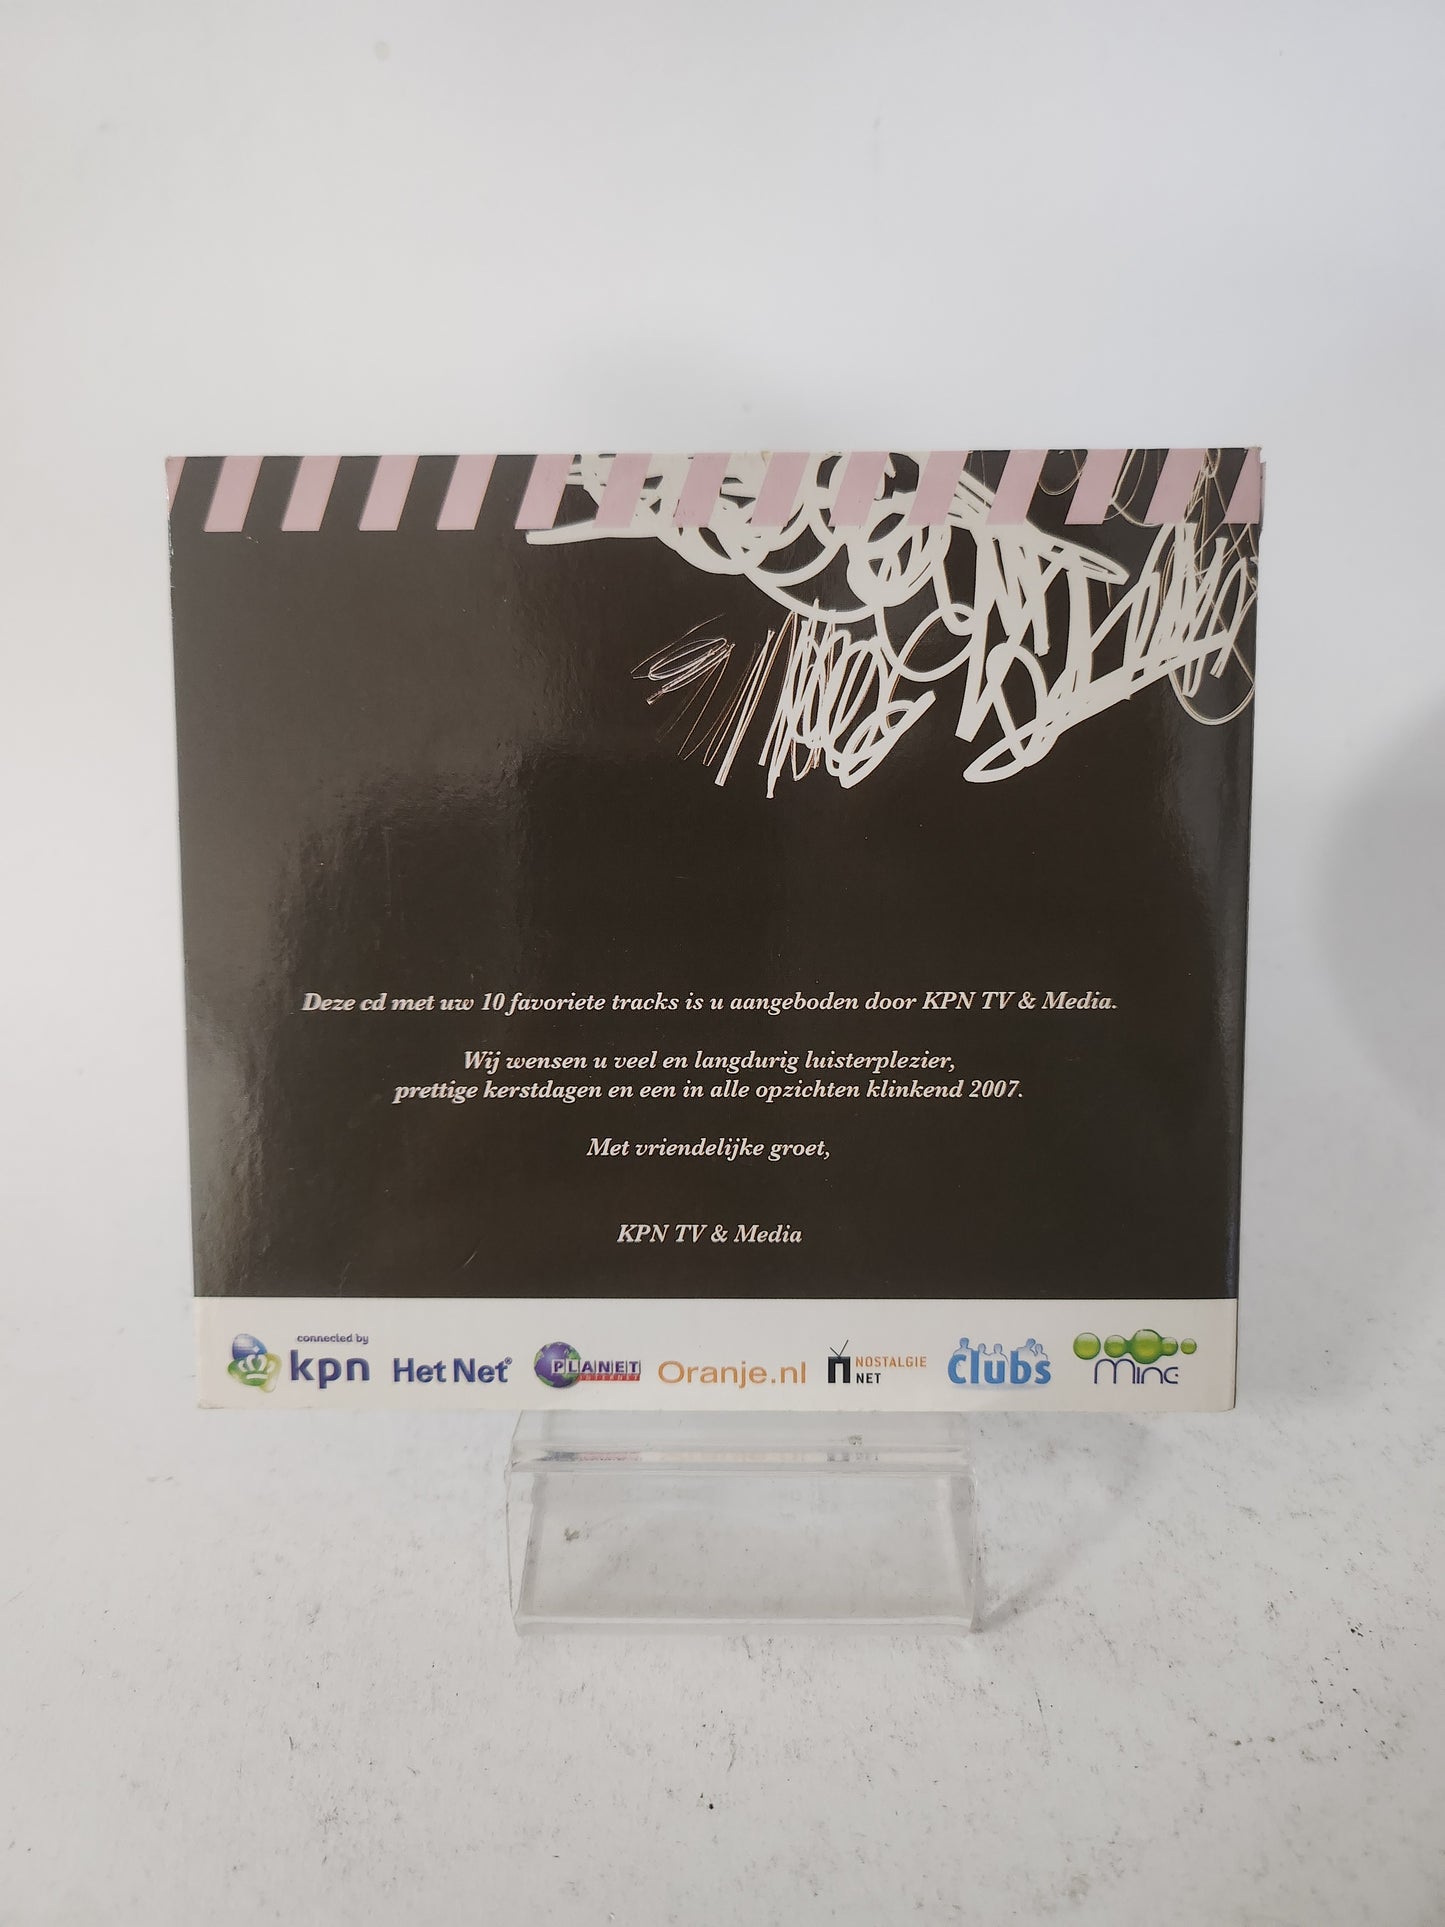 Deze cd met uw 10 favoriete tracks is u aangeboden door KPN TV & Media.
Wij wensen u veel en langdurig luisterplezier,
prettige kerstdagen en een in alle opzichten klinkend 2007.
Met vriendelijke groet,
KPN TV & Media
connected by
kpn
Het Net®
PLANET
INTERNET
Oranje.nl
NOSTALGIE
NET
clubs
Mine